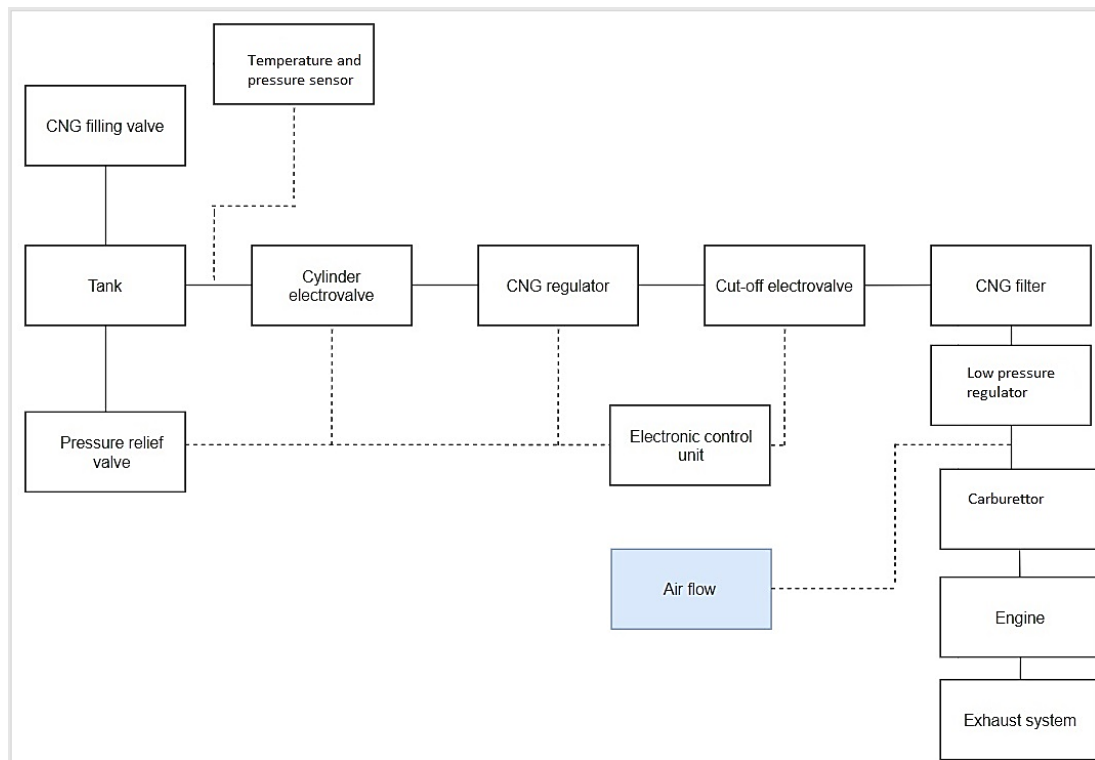 Temperature and
pressure sensor
CNG filling valve
Tank
Cylinder
electrovalve
CNG regulator
Cut-off electrovalve
CNG filter
Low pressure
regulator
Pressure relief
valve
Electronic control
unit
Carburettor
Air flow
Engine
Exhaust system